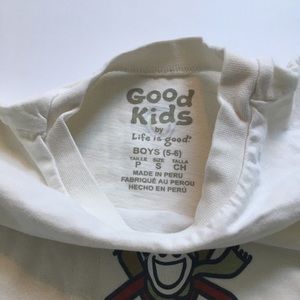 Good
Kids
by
Life is good®
BOYS (5-6)
TAILLE SIZE TALLA
P S CH
MADE IN PERU
FABRIQUÉ AU PEROU
HECHO EN PERÚ